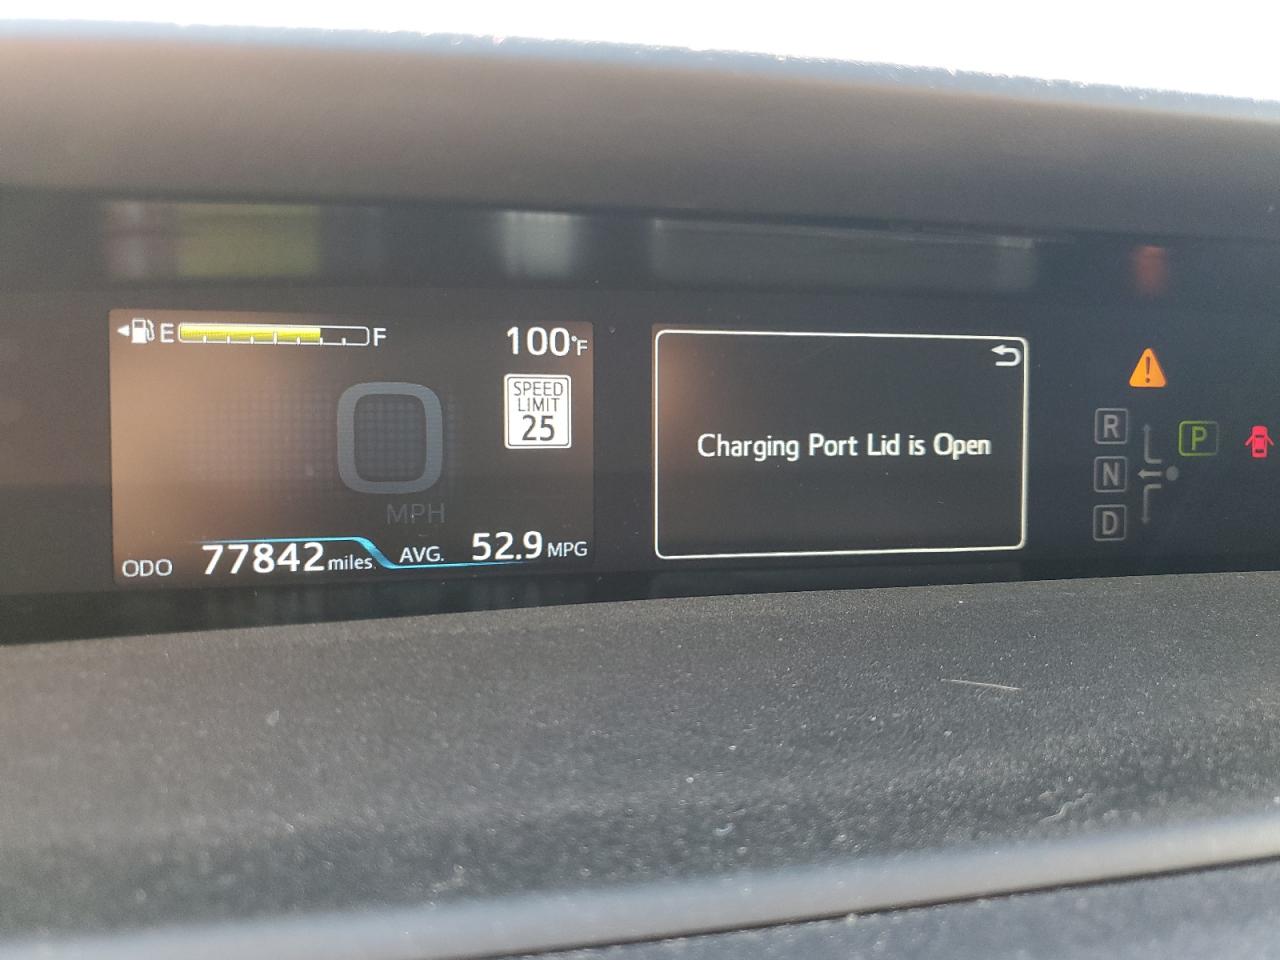 E F 100°F
SPEED
LIMIT
25
0
MPH
ODO 77842 miles AVG. 52.9 MPG
Charging Port Lid is Open
!
R
P
N
D